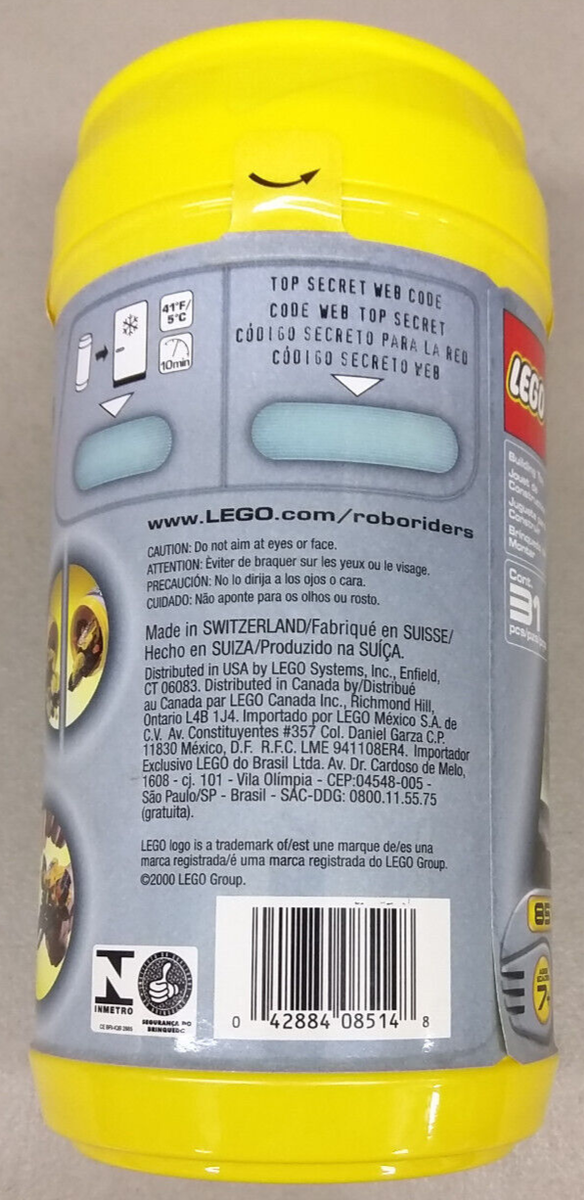 41°F/
5°C
10min
TOP SECRET WEB CODE
CODE WEB TOP SECRET
CÓDIGO SECRETO PARA LA RED
CÓDIGO SECRETO WEB
www.LEGO.com/roboriders
CAUTION: Do not aim at eyes or face.
ATTENTION: Éviter de braquer sur les yeux ou le visage.
PRECAUCIÓN: No lo dirija a los ojos o cara.
CUIDADO: Não aponte para os olhos ou rosto.
Made in SWITZERLAND/Fabriqué en SUISSE/
Hecho en SUIZA/Produzido na SUÍÇA.
Distributed in USA by LEGO Systems, Inc., Enfield,
CT 06083. Distributed in Canada by/Distribué
au Canada par LEGO Canada Inc., Richmond Hill,
Ontario L4B 1J4. Importado por LEGO México S.A. de
C.V. Av. Constituyentes #357 Col. Daniel Garza C.P.
11830 México, D.F. R.F.C. LME 941108ER4. Importador
Exclusivo LEGO do Brasil Ltda. Av. Dr. Cardoso de Melo,
1608 - cj. 101 - Vila Olímpia - CEP:04548-005 -
São Paulo/SP - Brasil - SAC-DDG: 0800.11.55.75
(gratuita).
LEGO logo is a trademark of/est une marque de/es una
marca registrada/é uma marca registrada do LEGO Group.
©2000 LEGO Group.
N
INMETRO
SEGURANÇA DO
BRINQUEDO
0 42884 08514 8
LEGO
Building
Jouet de
Juguete
Montar
Cont.
31
pcs/
85
7+